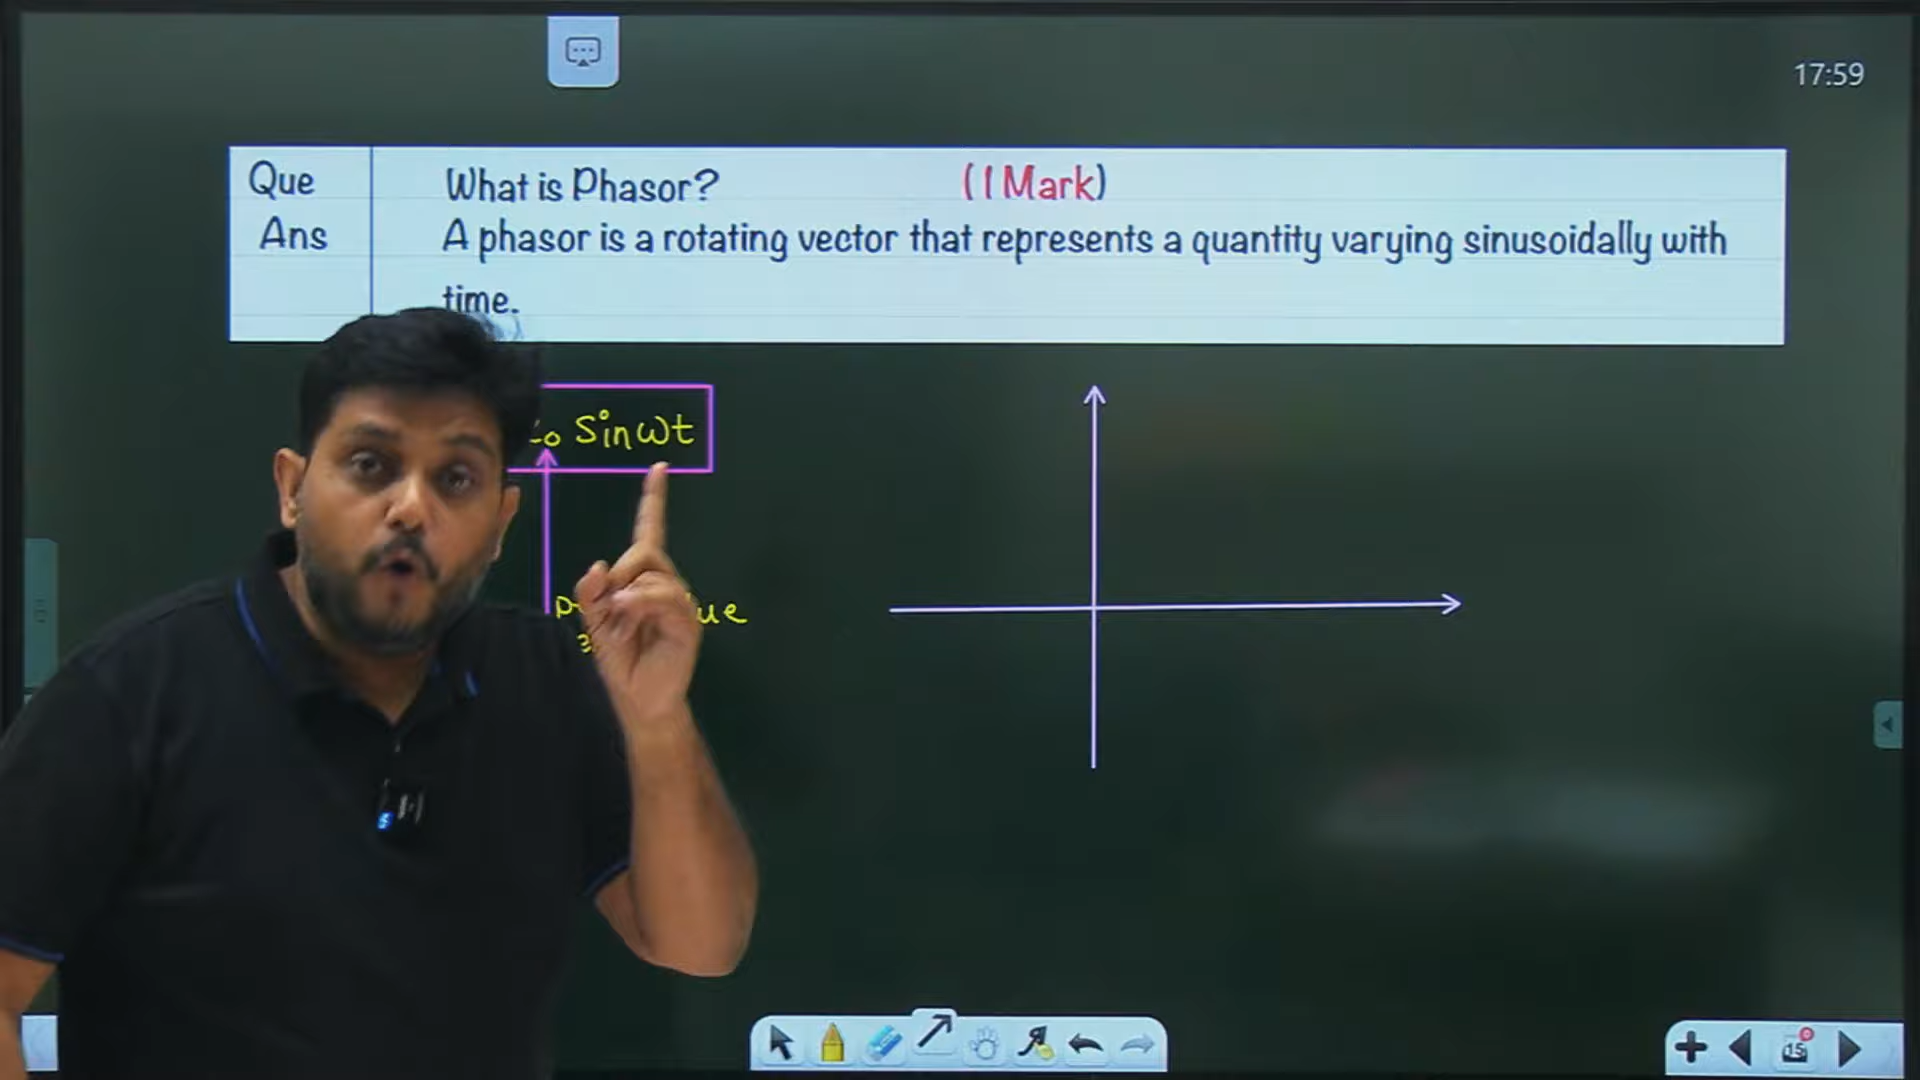 17:59
Que What is Phasor? (1 Mark)
Ans A phasor is a rotating vector that represents a quantity varying sinusoidally with
time.
Sinωt
15